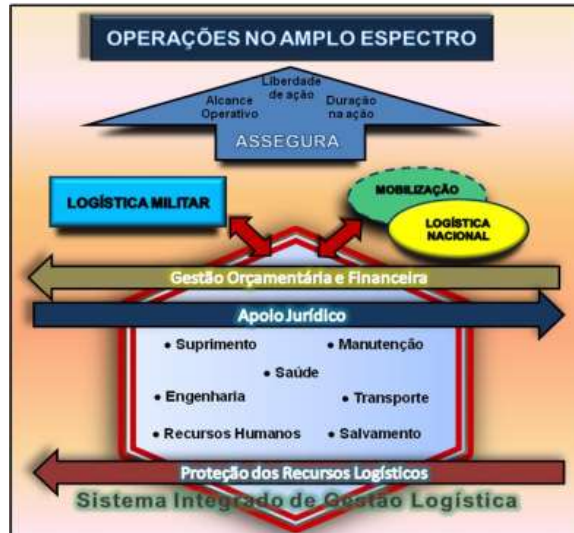 OPERAÇÕES NO AMPLO ESPECTRO
Liberdade
de ação
Alcance
Operativo
Duração
na ação
ASSEGURA
LOGÍSTICA MILITAR
MOBILIZAÇÃO
LOGÍSTICA
NACIONAL
Gestão Orçamentária e Financeira
Apoio Jurídico
• Suprimento
• Manutenção
• Saúde
• Engenharia
• Transporte
• Recursos Humanos
• Salvamento
Proteção dos Recursos Logísticos
Sistema Integrado de Gestão Logística